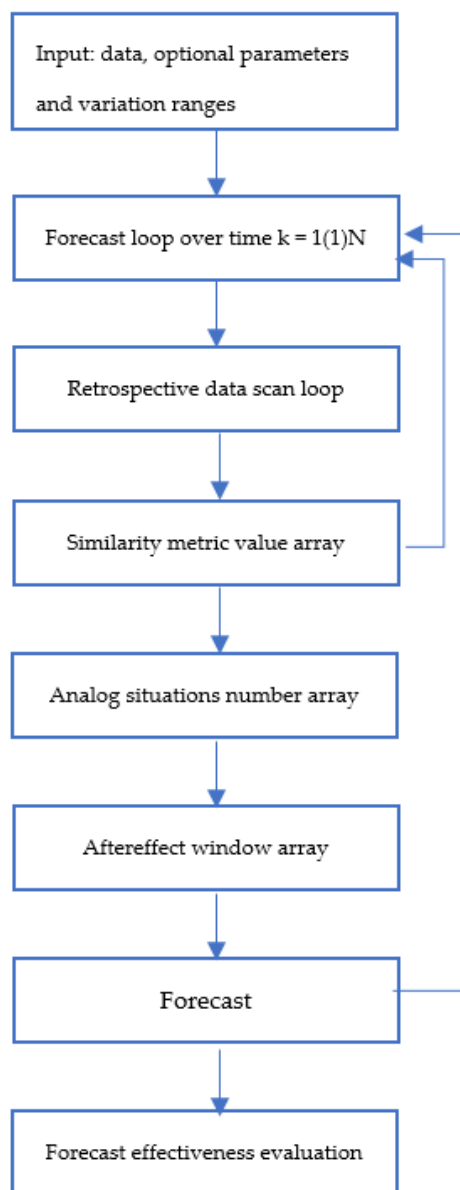 Input: data, optional parameters
and variation ranges
Forecast loop over time k = 1(1)N
Retrospective data scan loop
Similarity metric value array
Analog situations number array
Aftereffect window array
Forecast
Forecast effectiveness evaluation